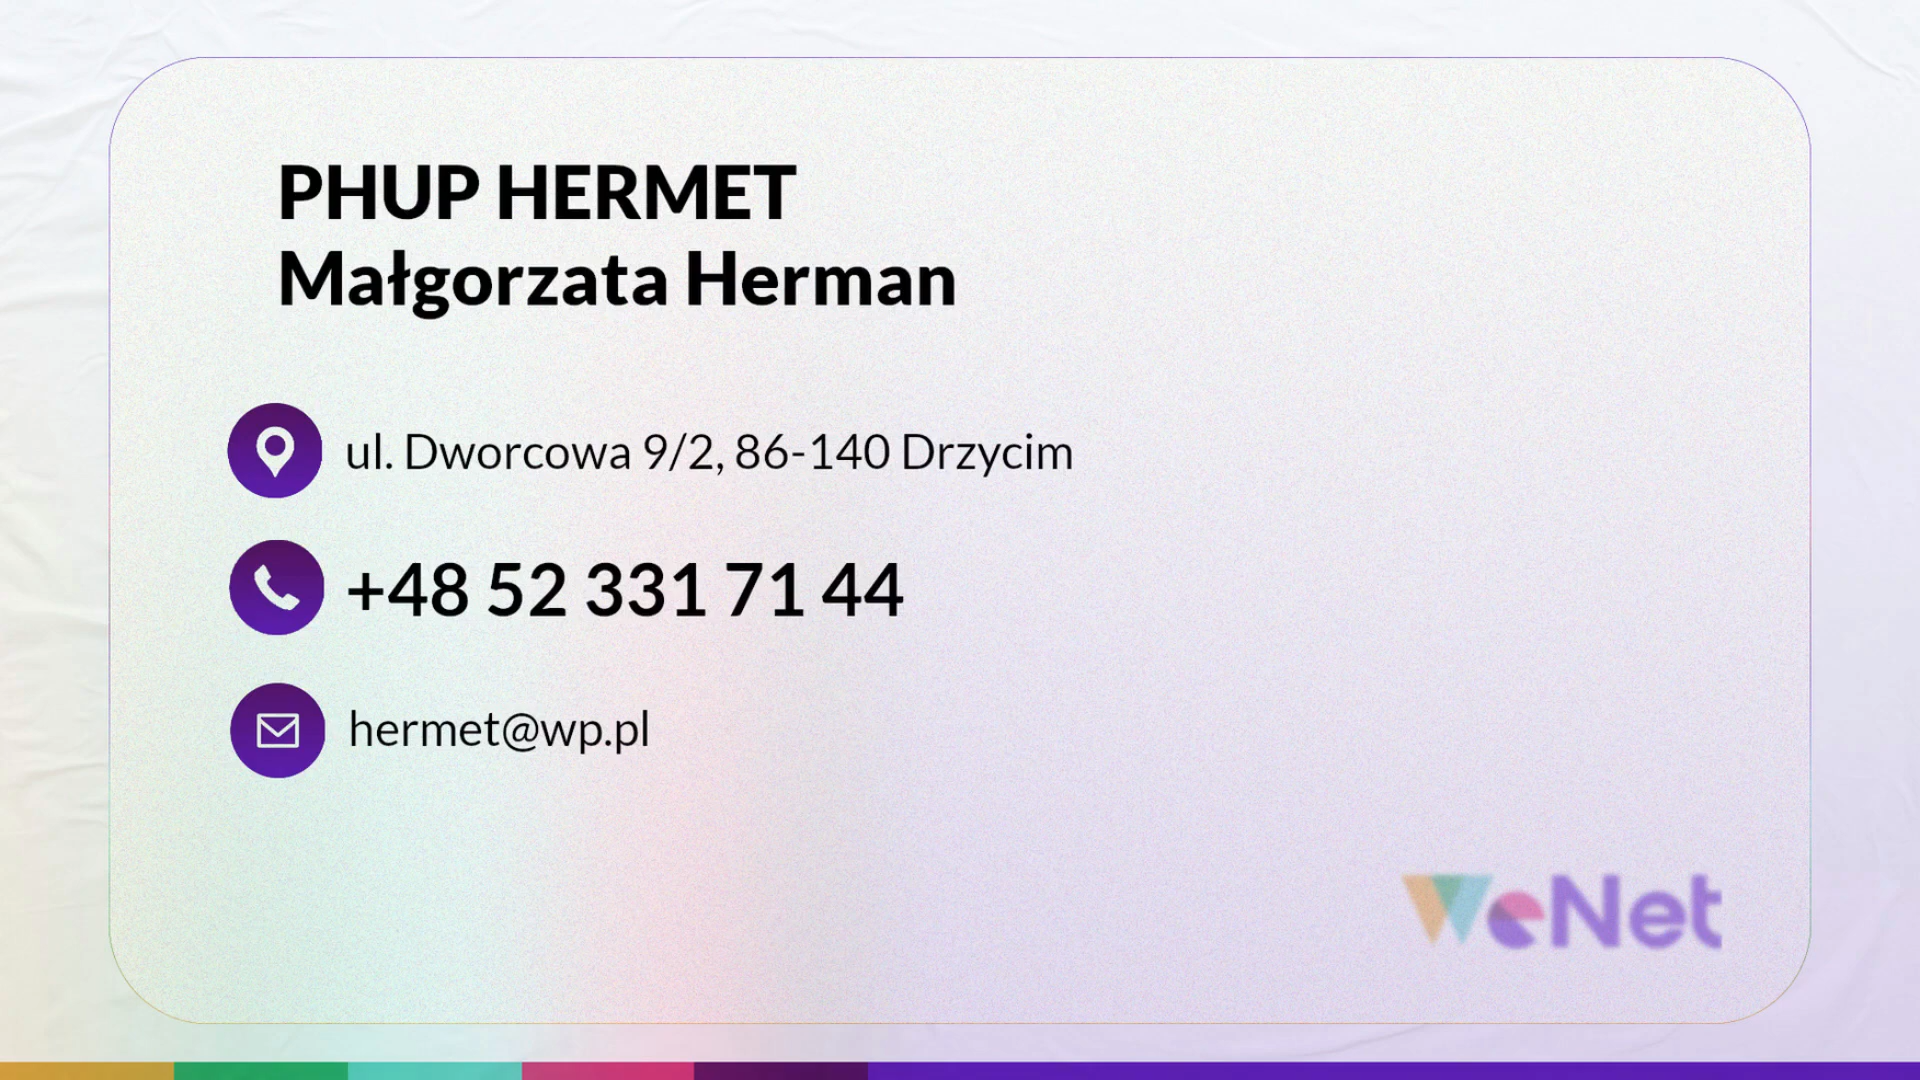 PHUP HERMET
Małgorzata Herman
ul. Dworcowa 9/2, 86-140 Drzycim
+48 52 331 71 44
hermet@wp.pl
WeNet